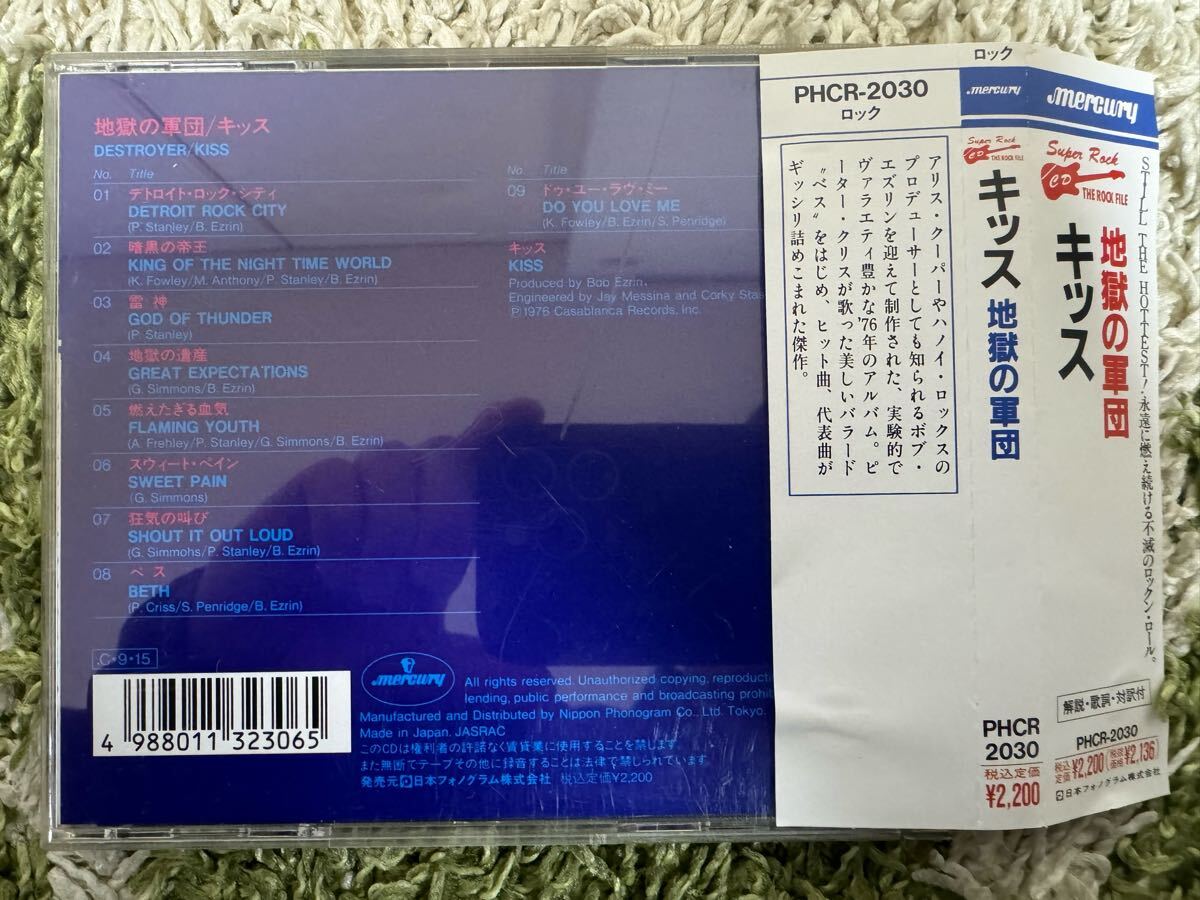 地獄の軍団/キッス
DESTROYER/KISS
No. Title
01 デトロイト・ロック・シティ
DETROIT ROCK CITY
(P. Stanley/B. Ezrin)
02 暗黒の帝王
KING OF THE NIGHT TIME WORLD
(K. Fowley/M. Anthony/P. Stanley/B. Ezrin)
03 雷神
GOD OF THUNDER
(P. Stanley)
04 地獄の遺産
GREAT EXPECTATIONS
(G. Simmons/B. Ezrin)
05 燃えたぎる血気
FLAMING YOUTH
(A. Frehley/P. Stanley/G. Simmons/B. Ezrin)
06 スウィート・ペイン
SWEET PAIN
(G. Simmons)
07 狂気の叫び
SHOUT IT OUT LOUD
(G. Simmohs/P. Stanley/B. Ezrin)
08 ベス
BETH
(P. Criss/S. Penridge/B. Ezrin)
No. Title
09 ドゥ・ユー・ラヴ・ミー
DO YOU LOVE ME
(K. Fowley/B. Ezrin/S. Penridge)
キッス
KISS
Produced by Bob Ezrin
Engineered by Jay Messina and Corky Stas
Ⓟ1976 Casablanca Records, Inc.
C・9・15
4 988011 323065
mercury
All rights reserved. Unauthorized copying, reproduct
lending, public performance and broadcasting prohib
Manufactured and Distributed by Nippon Phonogram Co., Ltd. Tokyo.
Made in Japan. JASRAC
このCDは権利者の許諾なく賃貸業に使用することを禁じます。
また無断でテープその他に録音することは法律で禁じられています。
発売元 日本フォノグラム株式会社 税込定価¥2,200
PHCR-2030
ロック
アリス・クーパーやハノイ・ロックスの
プロデューサーとしても知られるボブ・
エズリンを迎えて制作された、実験的で
ヴァラエティ豊かな'76年のアルバム。ピ
ーター・クリスが歌った美しいバラード
“ベス”をはじめ、ヒット曲、代表曲が
ギッシリ詰めこまれた傑作。
ロック
mercury
Super Rock
CD
THE ROCK FILE
キッス 地獄の軍団
PHCR
2030
税込定価
¥2,200
mercury
Super Rock
CD
THE ROCK FILE
STILL THE HOTTEST! 永遠に燃え続ける不滅のロックン・ロール。
地獄の軍団
キッス
解説・歌詞・対訳付
PHCR-2030
税込定価¥2,200(税抜価格¥2,136)
日本フォノグラム株式会社